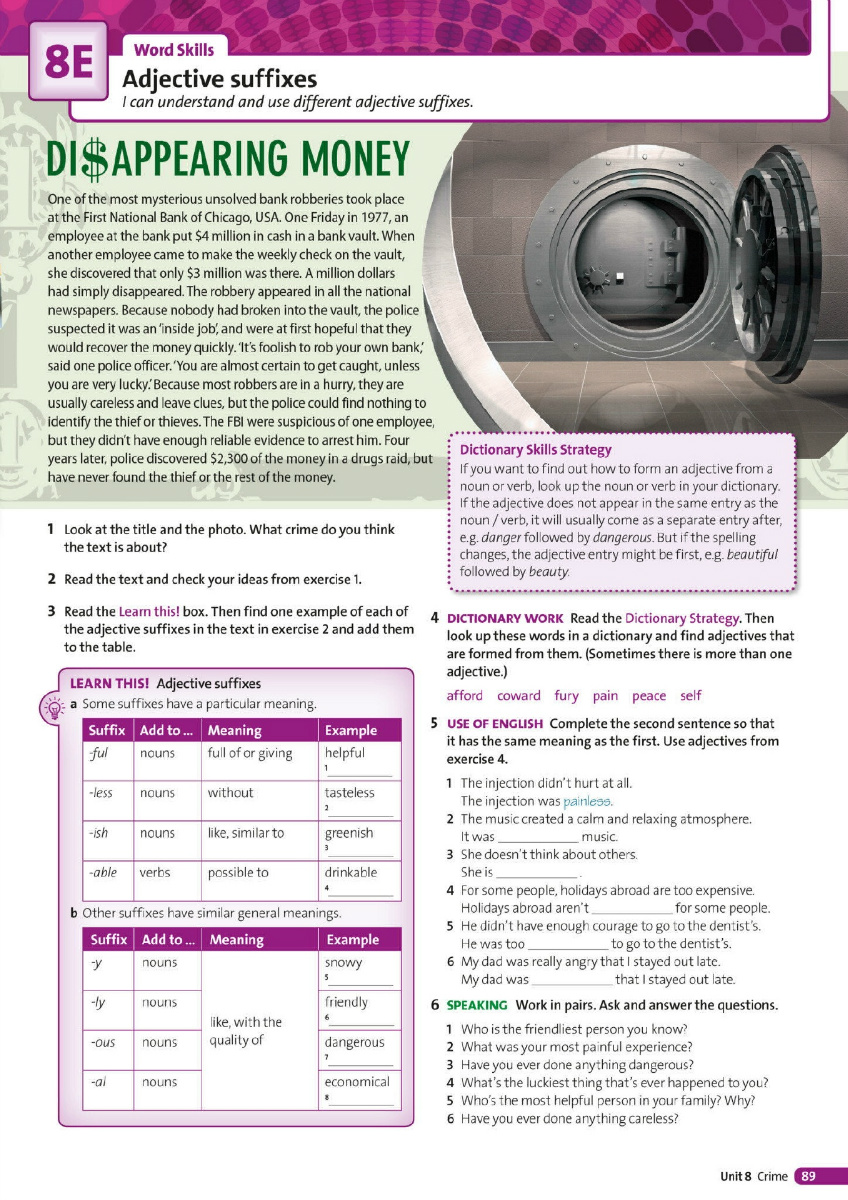 8E
Word Skills
Adjective suffixes
I can understand and use different adjective suffixes.
DI$APPEARING MONEY
One of the most mysterious unsolved bank robberies took place
at the First National Bank of Chicago, USA. One Friday in 1977, an
employee at the bank put $4 million in cash in a bank vault. When
another employee came to make the weekly check on the vault,
she discovered that only $3 million was there. A million dollars
had simply disappeared. The robbery appeared in all the national
newspapers. Because nobody had broken into the vault, the police
suspected it was an 'inside job', and were at first hopeful that they
would recover the money quickly. 'It's foolish to rob your own bank,'
said one police officer. 'You are almost certain to get caught, unless
you are very lucky.' Because most robbers are in a hurry, they are
usually careless and leave clues, but the police could find nothing to
identify the thief or thieves. The FBI were suspicious of one employee,
but they didn't have enough reliable evidence to arrest him. Four
years later, police discovered $2,300 of the money in a drugs raid, but
have never found the thief or the rest of the money.
1 Look at the title and the photo. What crime do you think
the text is about?
2 Read the text and check your ideas from exercise 1.
3 Read the Learn this! box. Then find one example of each of
the adjective suffixes in the text in exercise 2 and add them
to the table.
LEARN THIS! Adjective suffixes
a Some suffixes have a particular meaning.
Suffix Add to ... Meaning Example
-ful nouns full of or giving helpful
1 ____________
-less nouns without tasteless
2 ____________
-ish nouns like, similar to greenish
3 ____________
-able verbs possible to drinkable
4 ____________
b Other suffixes have similar general meanings.
Suffix Add to ... Meaning Example
-y nouns snowy
5 ____________
-ly nouns friendly
6 ____________
like, with the
quality of
-ous nouns dangerous
7 ____________
-al nouns economical
8 ____________
Dictionary Skills Strategy
If you want to find out how to form an adjective from a
noun or verb, look up the noun or verb in your dictionary.
If the adjective does not appear in the same entry as the
noun / verb, it will usually come as a separate entry after,
e.g. danger followed by dangerous. But if the spelling
changes, the adjective entry might be first, e.g. beautiful
followed by beauty.
4 DICTIONARY WORK Read the Dictionary Strategy. Then
look up these words in a dictionary and find adjectives that
are formed from them. (Sometimes there is more than one
adjective.)
afford coward fury pain peace self
5 USE OF ENGLISH Complete the second sentence so that
it has the same meaning as the first. Use adjectives from
exercise 4.
1 The injection didn't hurt at all.
The injection was painless.
2 The music created a calm and relaxing atmosphere.
It was ____________ music.
3 She doesn't think about others.
She is ____________ .
4 For some people, holidays abroad are too expensive.
Holidays abroad aren't ____________ for some people.
5 He didn't have enough courage to go to the dentist's.
He was too ____________ to go to the dentist's.
6 My dad was really angry that I stayed out late.
My dad was ____________ that I stayed out late.
6 SPEAKING Work in pairs. Ask and answer the questions.
1 Who is the friendliest person you know?
2 What was your most painful experience?
3 Have you ever done anything dangerous?
4 What's the luckiest thing that's ever happened to you?
5 Who's the most helpful person in your family? Why?
6 Have you ever done anything careless?
Unit 8 Crime 89